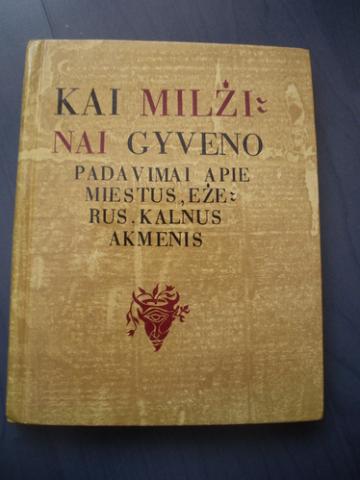 KAI MILŽI-
NAI GYVENO
PADAVIMAI APIE
MIESTUS, EŽE-
RUS. KALNUS
AKMENIS